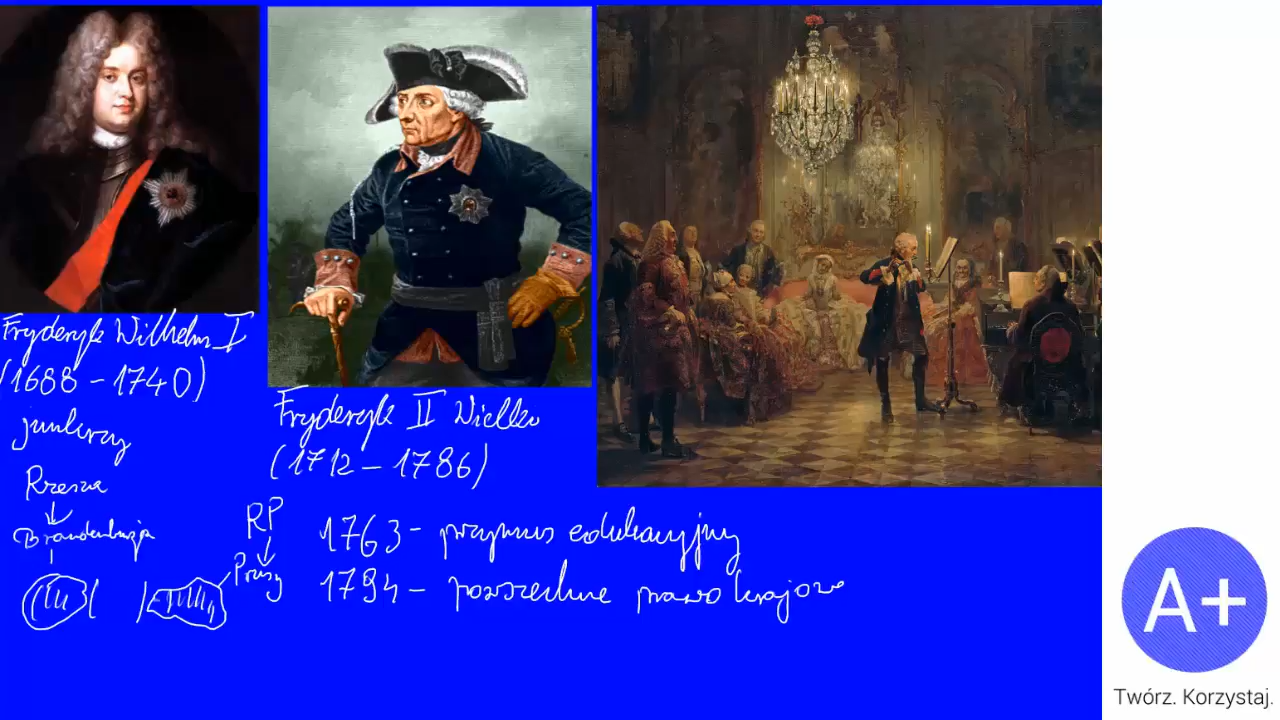 Fryderyk Wilhelm I
(1688 – 1740)
junkrzy
Rzesza
Brandenburgia
Fryderyk II Wielki
(1712 – 1786)
RP
Prusy
1763 – przymus edukacyjny
1794 – powszechne prawo krajowe
A+
Twórz. Korzystaj.